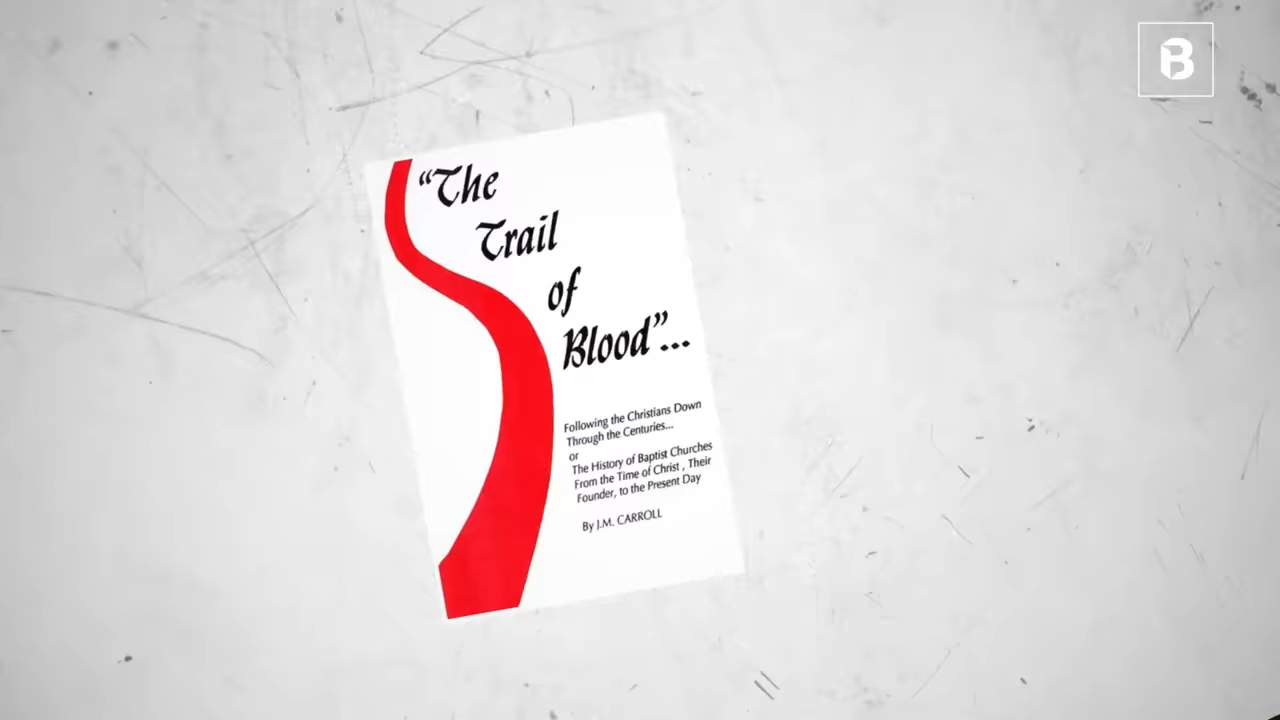 B
“The
Trail
of
Blood”...
Following the Christians Down
Through the Centuries...
or
The History of Baptist Churches
From the Time of Christ , Their
Founder, to the Present Day
By J.M. CARROLL